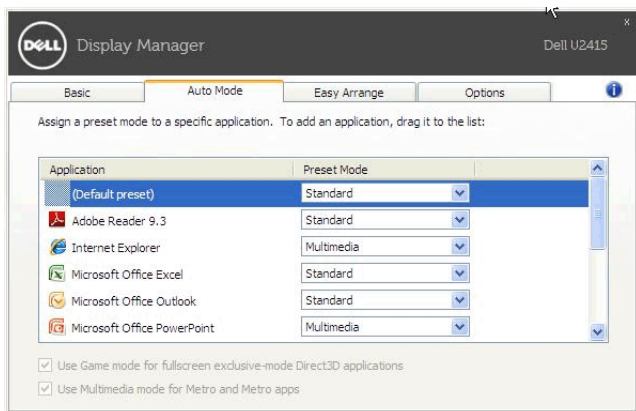 DELL Display Manager Dell U2415
x
Basic Auto Mode Easy Arrange Options i
Assign a preset mode to a specific application. To add an application, drag it to the list:
Application Preset Mode
(Default preset) Standard
Adobe Reader 9.3 Standard
Internet Explorer Multimedia
Microsoft Office Excel Standard
Microsoft Office Outlook Standard
Microsoft Office PowerPoint Multimedia
Use Game mode for fullscreen exclusive-mode Direct3D applications
Use Multimedia mode for Metro and Metro apps